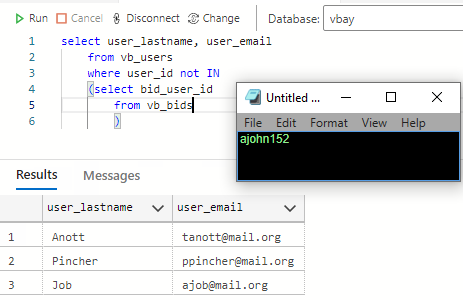 Run Cancel Disconnect Change Database: vbay
1 select user_lastname, user_email
2 from vb_users
3 where user_id not IN
4 (select bid_user_id
5 from vb_bids
6 )
Untitled ...
File Edit Format View Help
ajohn152
Results Messages
user_lastname user_email
1 Anott tanott@mail.org
2 Pincher ppincher@mail.org
3 Job ajob@mail.org